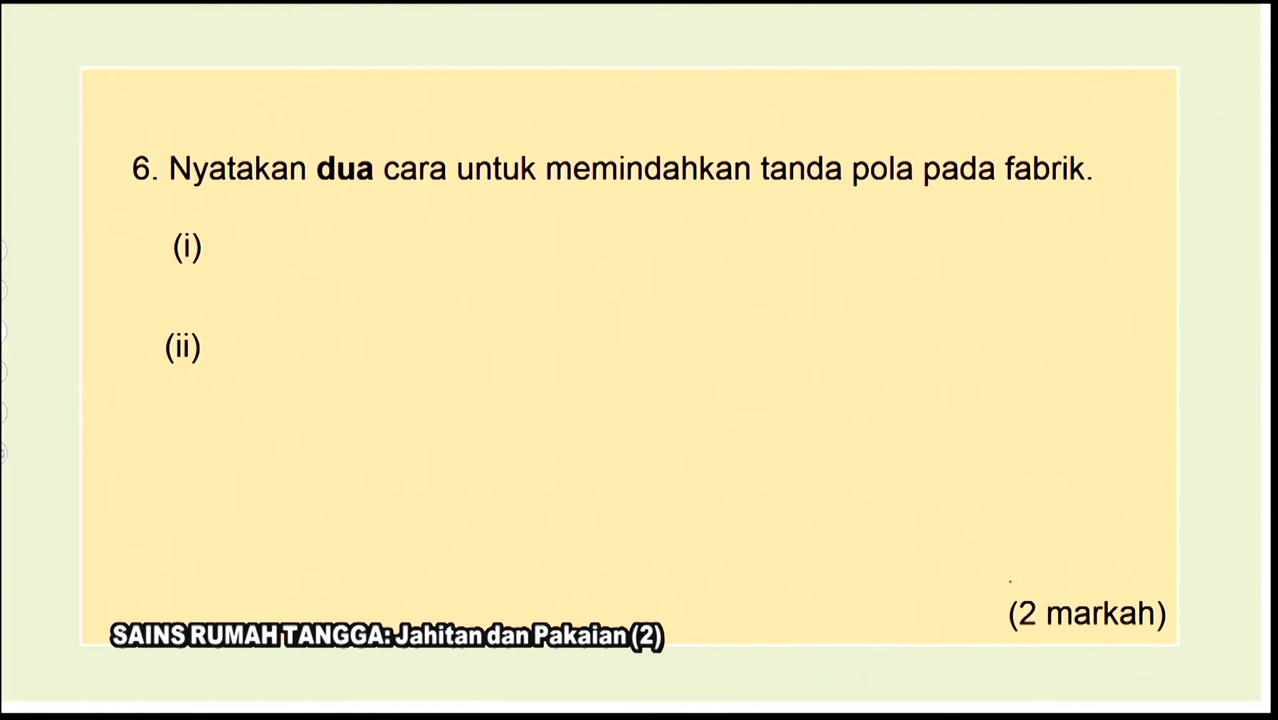 6. Nyatakan dua cara untuk memindahkan tanda pola pada fabrik.
(i)
(ii)
(2 markah)
SAINS RUMAH TANGGA: Jahitan dan Pakaian (2)